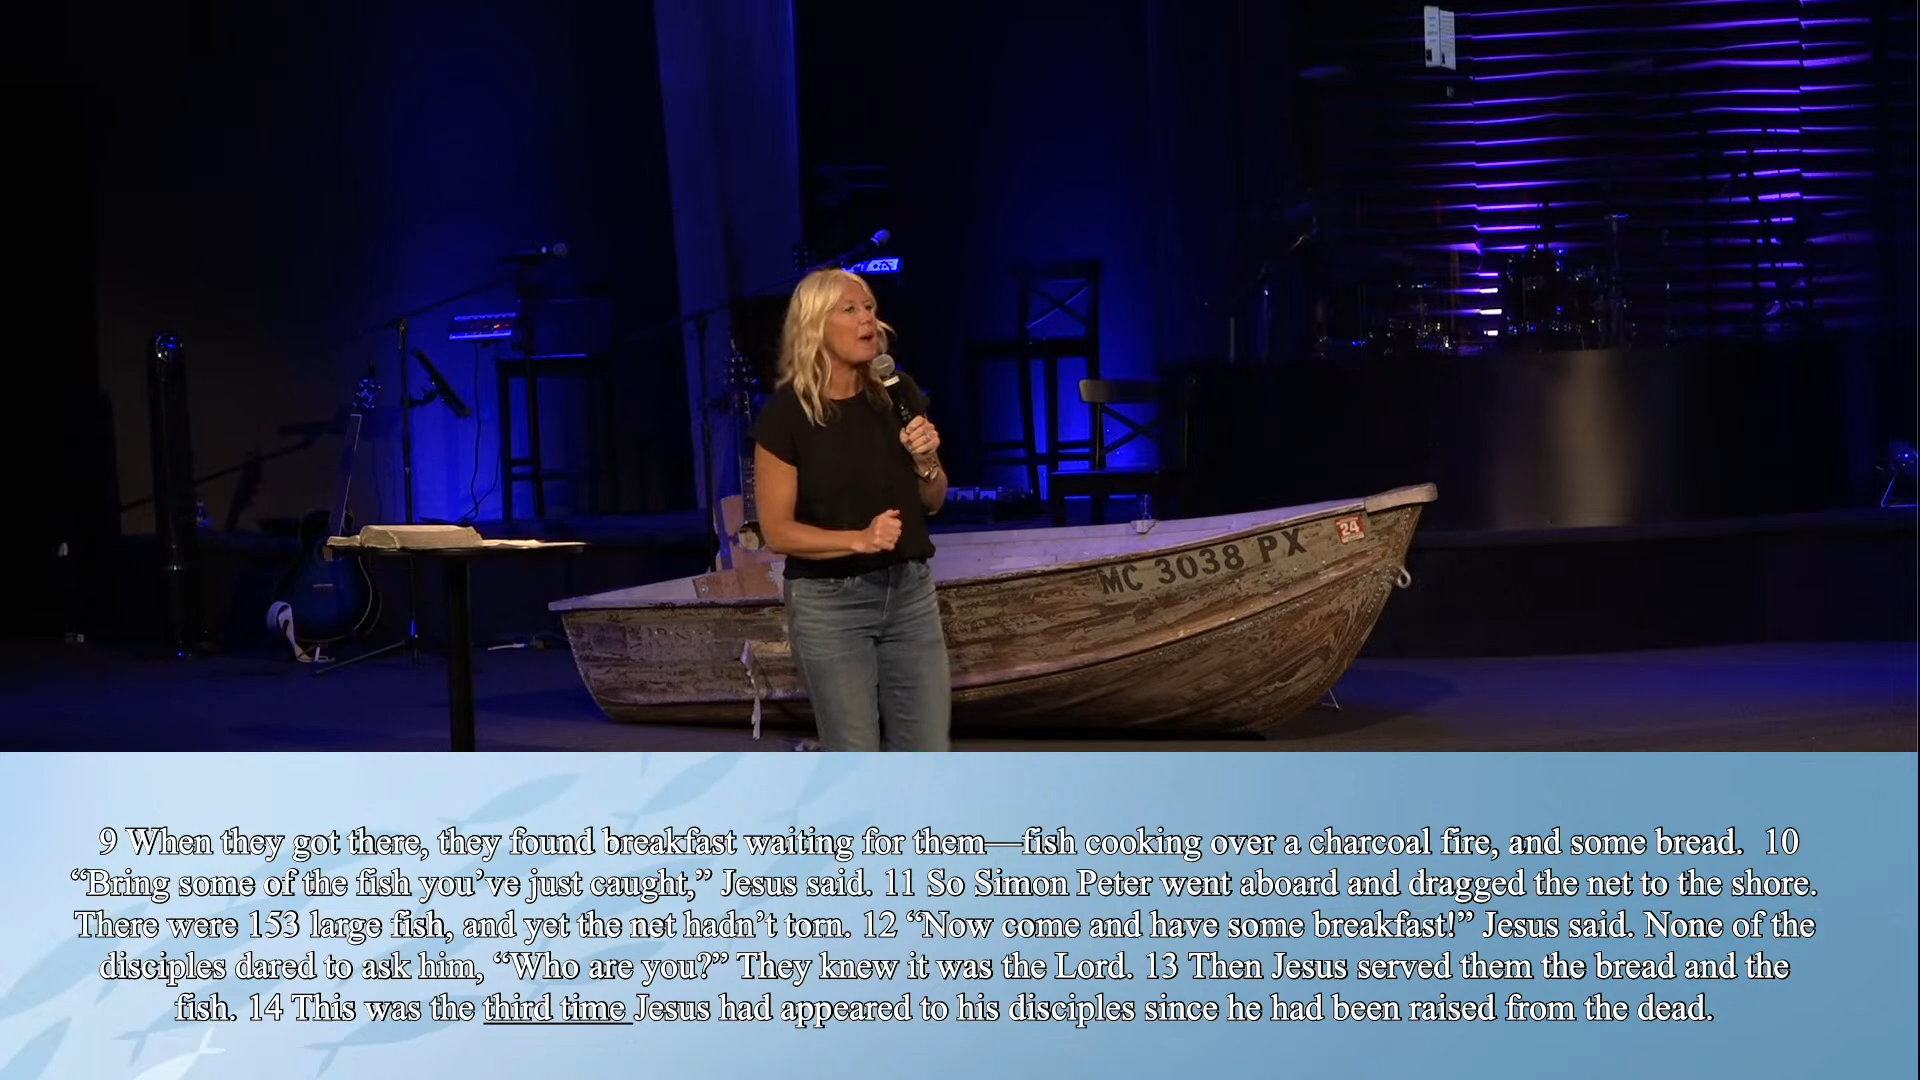 24
MC 3038 PX
9 When they got there, they found breakfast waiting for them—fish cooking over a charcoal fire, and some bread.  10
“Bring some of the fish you’ve just caught,” Jesus said. 11 So Simon Peter went aboard and dragged the net to the shore.
There were 153 large fish, and yet the net hadn’t torn. 12 “Now come and have some breakfast!” Jesus said. None of the
disciples dared to ask him, “Who are you?” They knew it was the Lord. 13 Then Jesus served them the bread and the
fish. 14 This was the third time Jesus had appeared to his disciples since he had been raised from the dead.